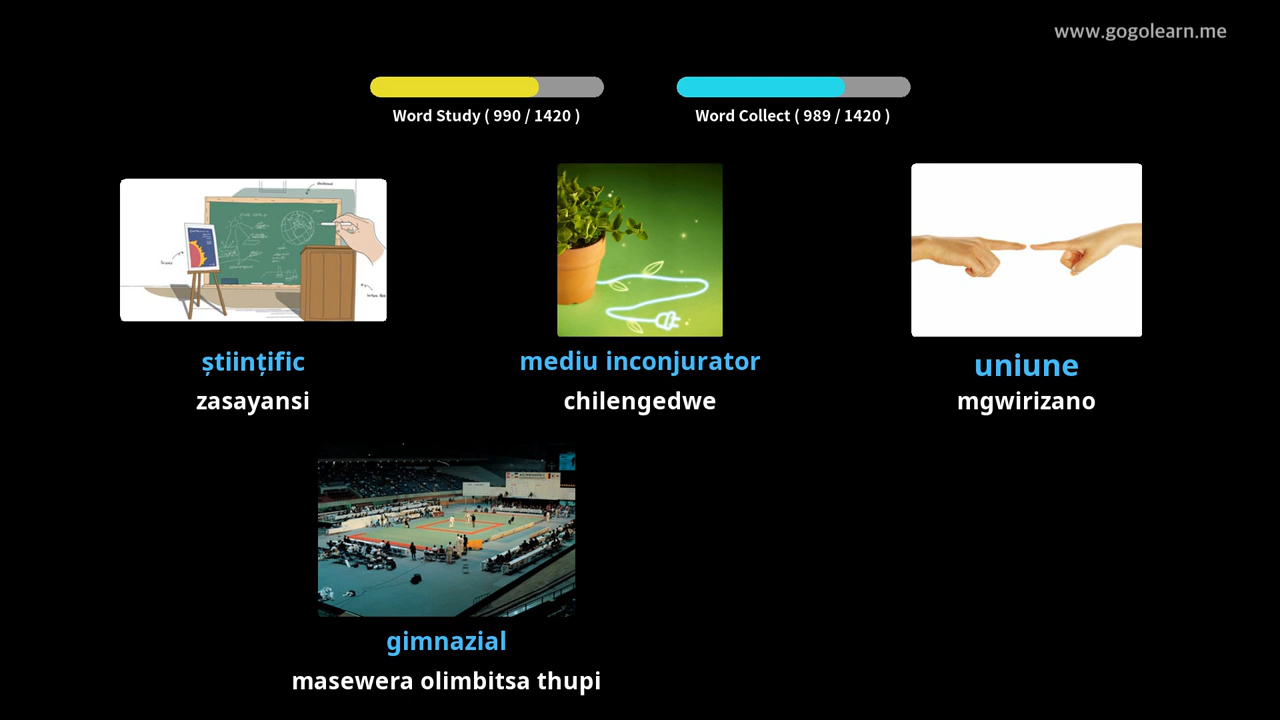 www.gogolearn.me
Word Study ( 990 / 1420 )
Word Collect ( 989 / 1420 )
științific
mediu inconjurator
uniune
zasayansi
chilengedwe
mgwirizano
gimnazial
masewera olimbitsa thupi